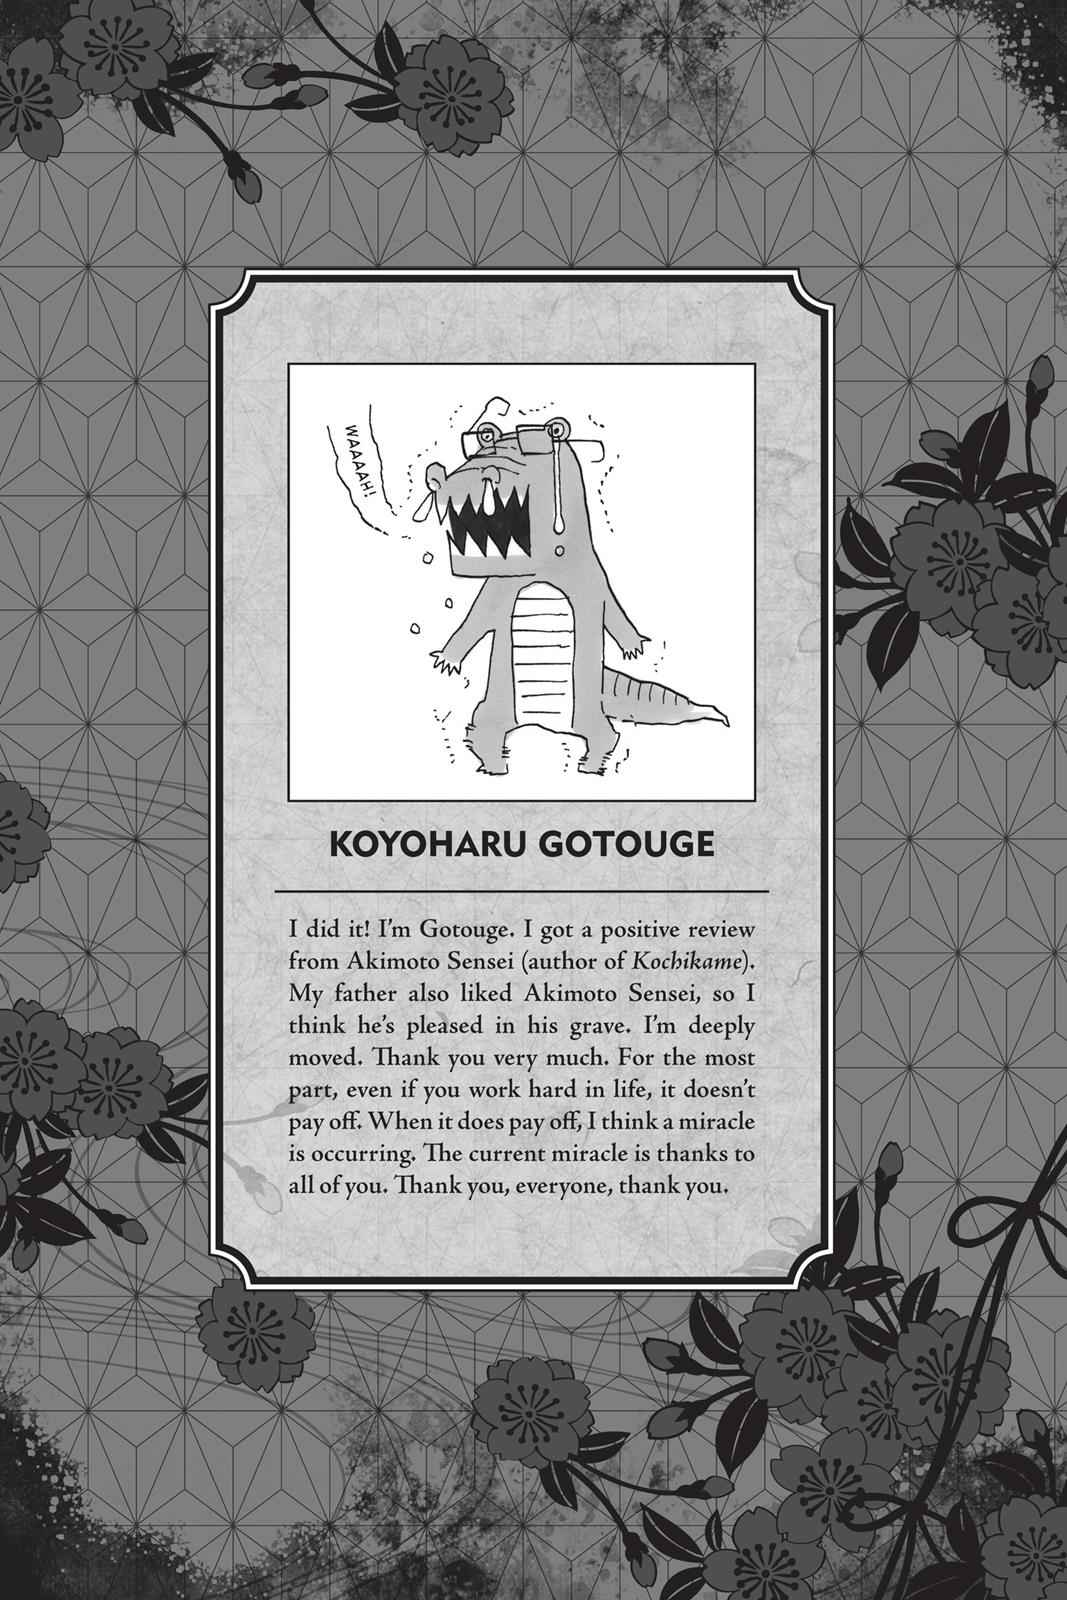 WAAAAH!
KOYOHARU GOTOUGE
I did it! I'm Gotouge. I got a positive review
from Akimoto Sensei (author of Kochikame).
My father also liked Akimoto Sensei, so I
think he's pleased in his grave. I'm deeply
moved. Thank you very much. For the most
part, even if you work hard in life, it doesn't
pay off. When it does pay off, I think a miracle
is occurring. The current miracle is thanks to
all of you. Thank you, everyone, thank you.